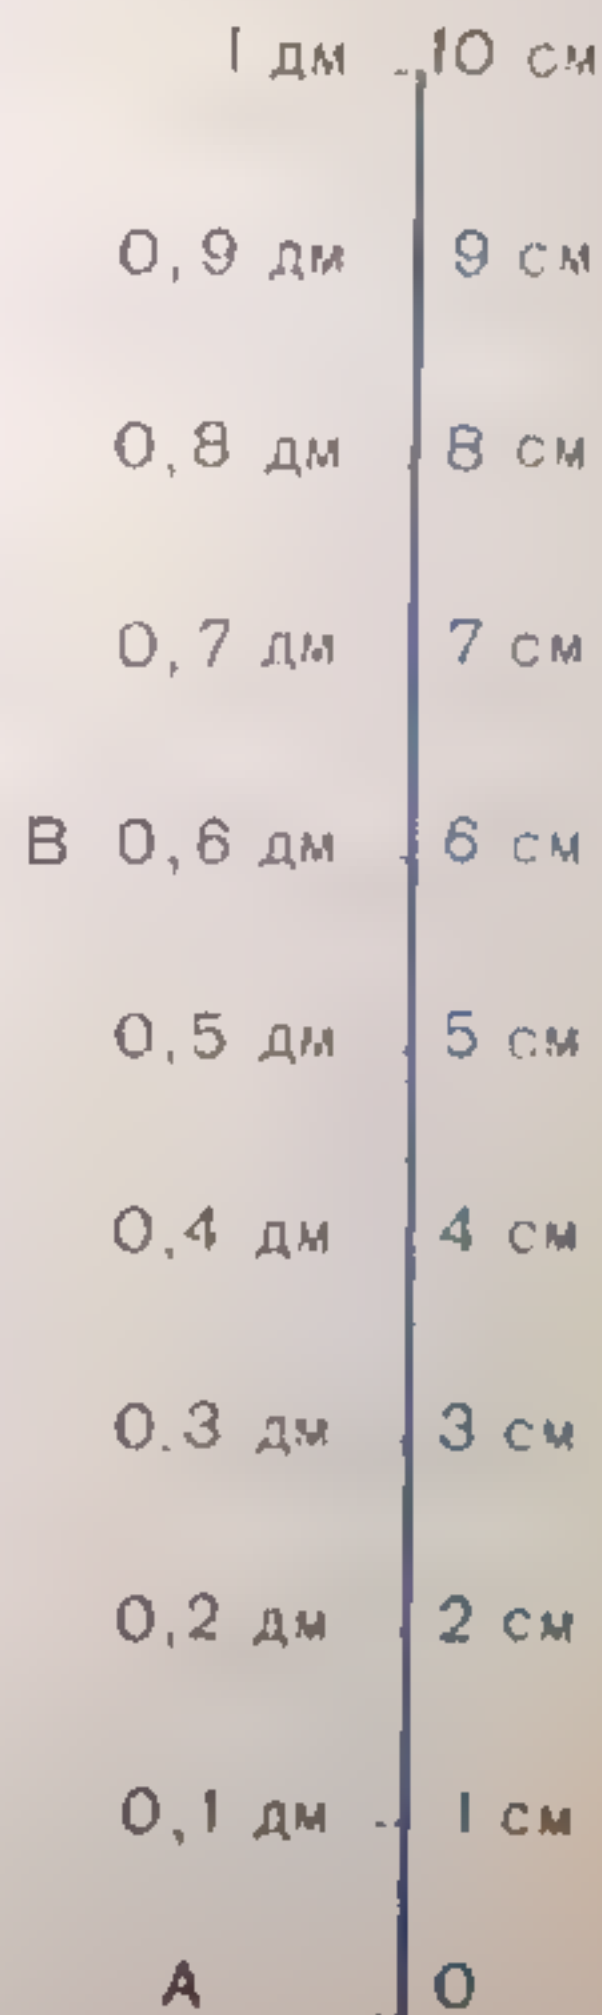 1 дм 10 см
0,9 дм 9 см
0,8 дм 8 см
0,7 дм 7 см
В 0,6 дм 6 см
0,5 дм 5 см
0,4 дм 4 см
0.3 дм 3 см
0,2 дм 2 см
0,1 дм 1 см
А 0